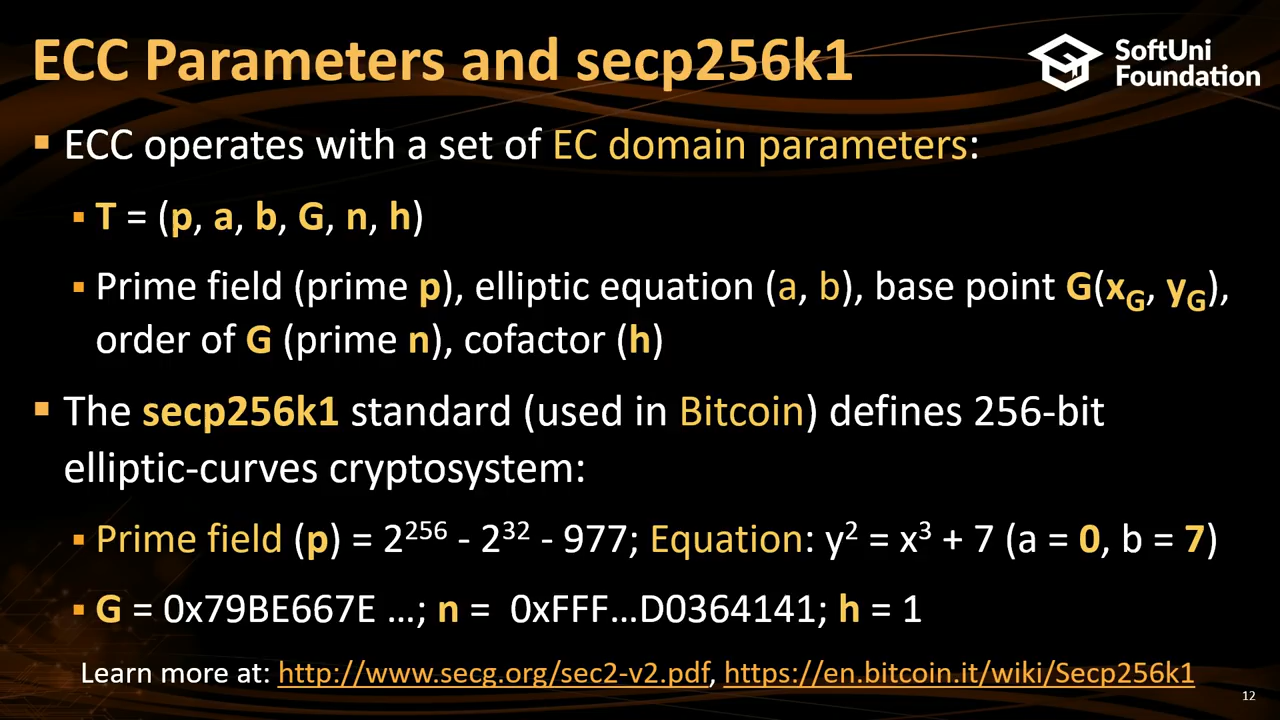 ECC Parameters and secp256k1
SoftUni
Foundation
▪ ECC operates with a set of EC domain parameters:
▪ T = (p, a, b, G, n, h)
▪ Prime field (prime p), elliptic equation (a, b), base point G(x_G, y_G),
order of G (prime n), cofactor (h)
▪ The secp256k1 standard (used in Bitcoin) defines 256-bit
elliptic-curves cryptosystem:
▪ Prime field (p) = 2²⁵⁶ - 2³² - 977; Equation: y² = x³ + 7 (a = 0, b = 7)
▪ G = 0x79BE667E …; n = 0xFFF…D0364141; h = 1
Learn more at: http://www.secg.org/sec2-v2.pdf, https://en.bitcoin.it/wiki/Secp256k1
12